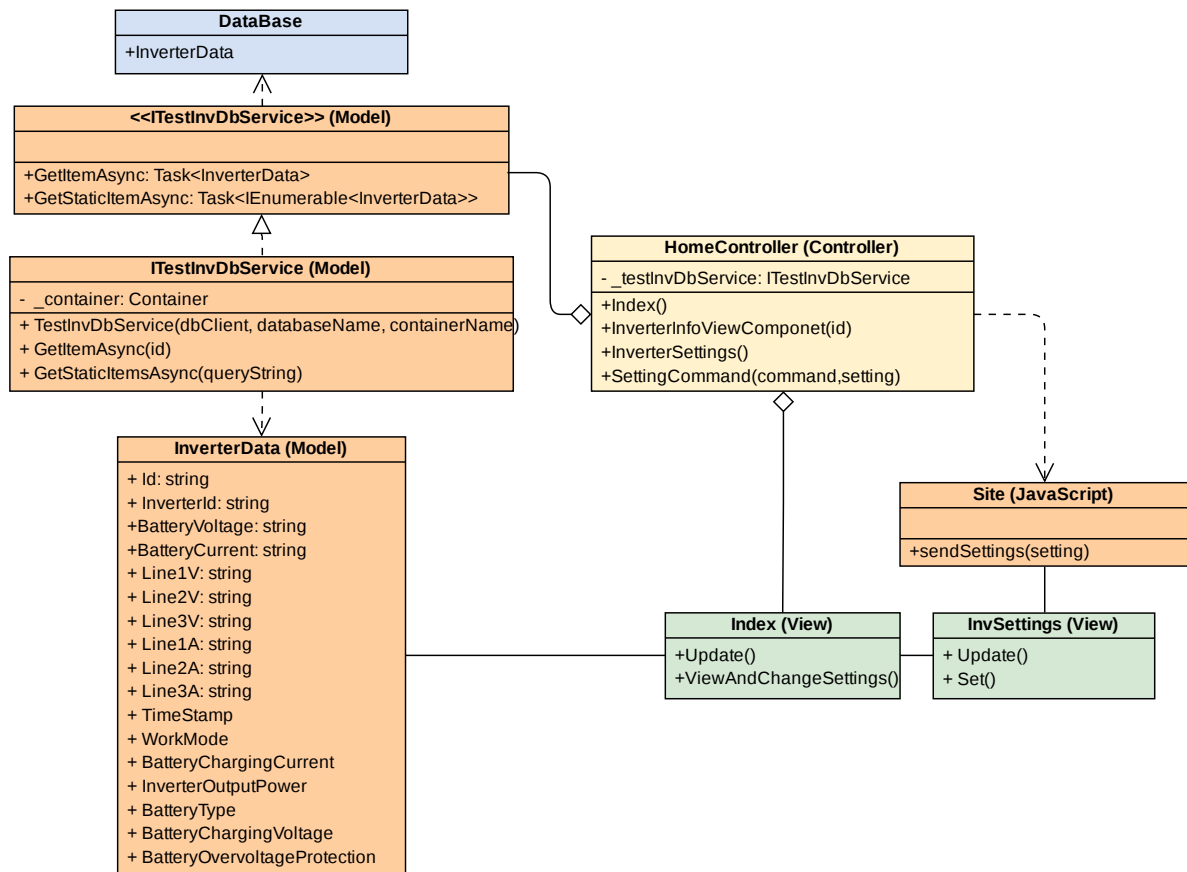 DataBase
+InverterData
<<ITestInvDbService>> (Model)
+GetItemAsync: Task<InverterData>
+GetStaticItemAsync: Task<IEnumerable<InverterData>>
ITestInvDbService (Model)
- _container: Container
+ TestInvDbService(dbClient, databaseName, containerName)
+ GetItemAsync(id)
+ GetStaticItemsAsync(queryString)
HomeController (Controller)
- _testInvDbService: ITestInvDbService
+Index()
+InverterInfoViewComponet(id)
+InverterSettings()
+SettingCommand(command,setting)
InverterData (Model)
+ Id: string
+ InverterId: string
+BatteryVoltage: string
+BatteryCurrent: string
+ Line1V: string
+ Line2V: string
+ Line3V: string
+ Line1A: string
+ Line2A: string
+ Line3A: string
+ TimeStamp
+ WorkMode
+ BatteryChargingCurrent
+ InverterOutputPower
+ BatteryType
+ BatteryChargingVoltage
+ BatteryOvervoltageProtection
Site (JavaScript)
+sendSettings(setting)
Index (View)
+Update()
+ViewAndChangeSettings()
InvSettings (View)
+ Update()
+ Set()